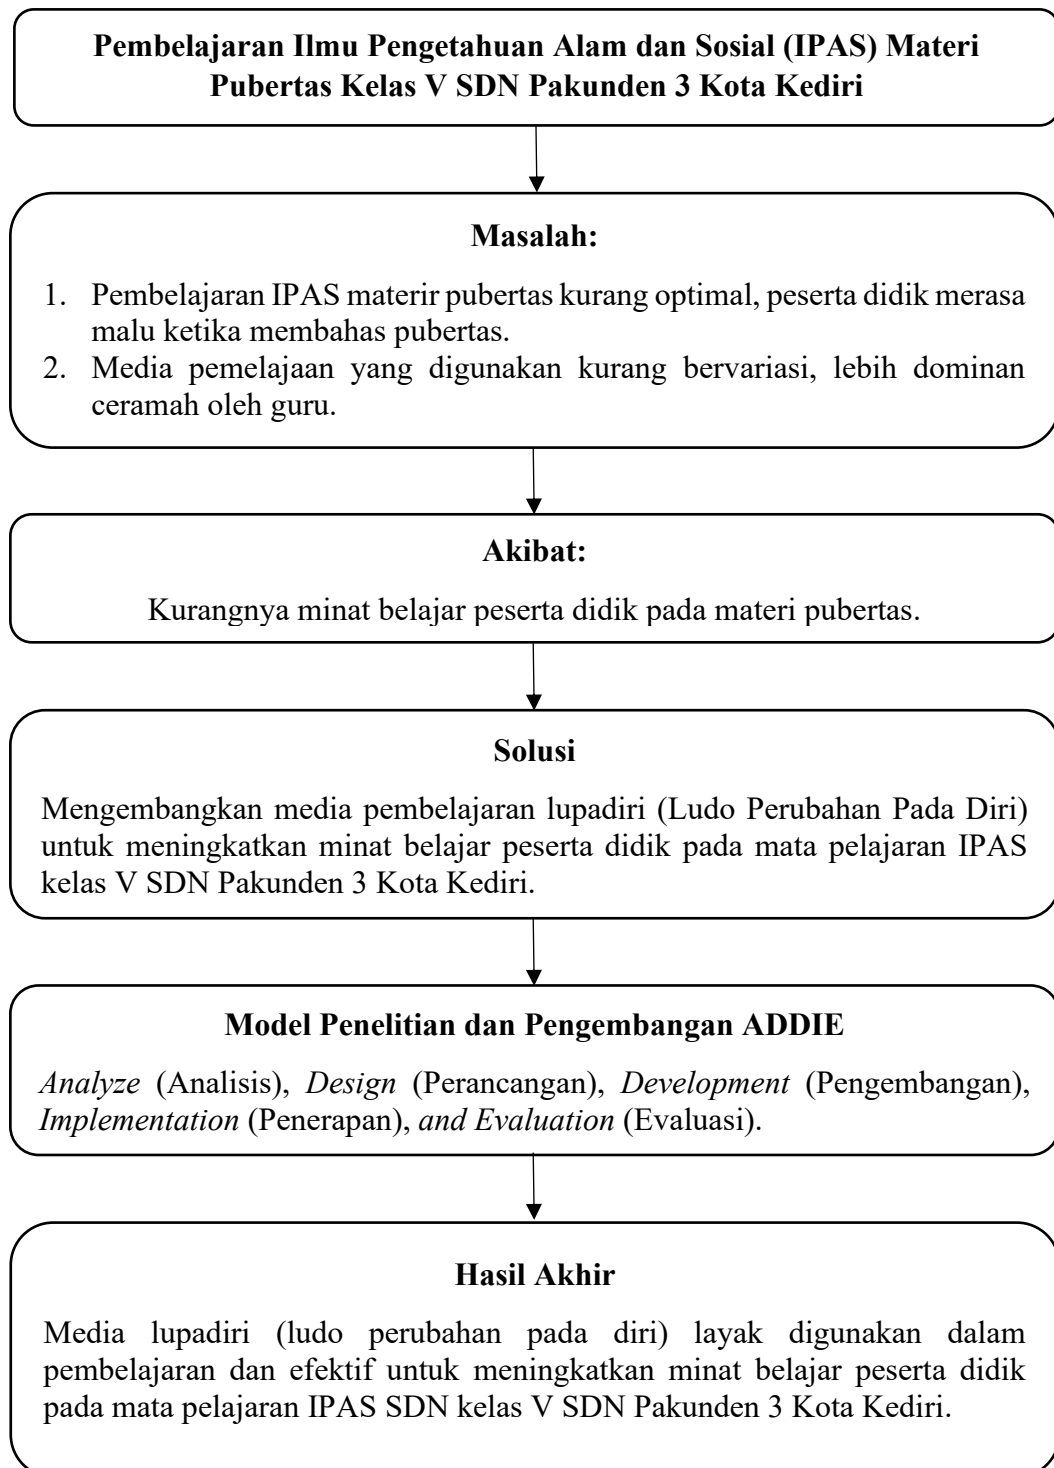 Pembelajaran Ilmu Pengetahuan Alam dan Sosial (IPAS) Materi
Pubertas Kelas V SDN Pakunden 3 Kota Kediri
Masalah:
1. Pembelajaran IPAS materir pubertas kurang optimal, peserta didik merasa
malu ketika membahas pubertas.
2. Media pemelajaan yang digunakan kurang bervariasi, lebih dominan
ceramah oleh guru.
Akibat:
Kurangnya minat belajar peserta didik pada materi pubertas.
Solusi
Mengembangkan media pembelajaran lupadiri (Ludo Perubahan Pada Diri)
untuk meningkatkan minat belajar peserta didik pada mata pelajaran IPAS
kelas V SDN Pakunden 3 Kota Kediri.
Model Penelitian dan Pengembangan ADDIE
Analyze (Analisis), Design (Perancangan), Development (Pengembangan),
Implementation (Penerapan), and Evaluation (Evaluasi).
Hasil Akhir
Media lupadiri (ludo perubahan pada diri) layak digunakan dalam
pembelajaran dan efektif untuk meningkatkan minat belajar peserta didik
pada mata pelajaran IPAS SDN kelas V SDN Pakunden 3 Kota Kediri.